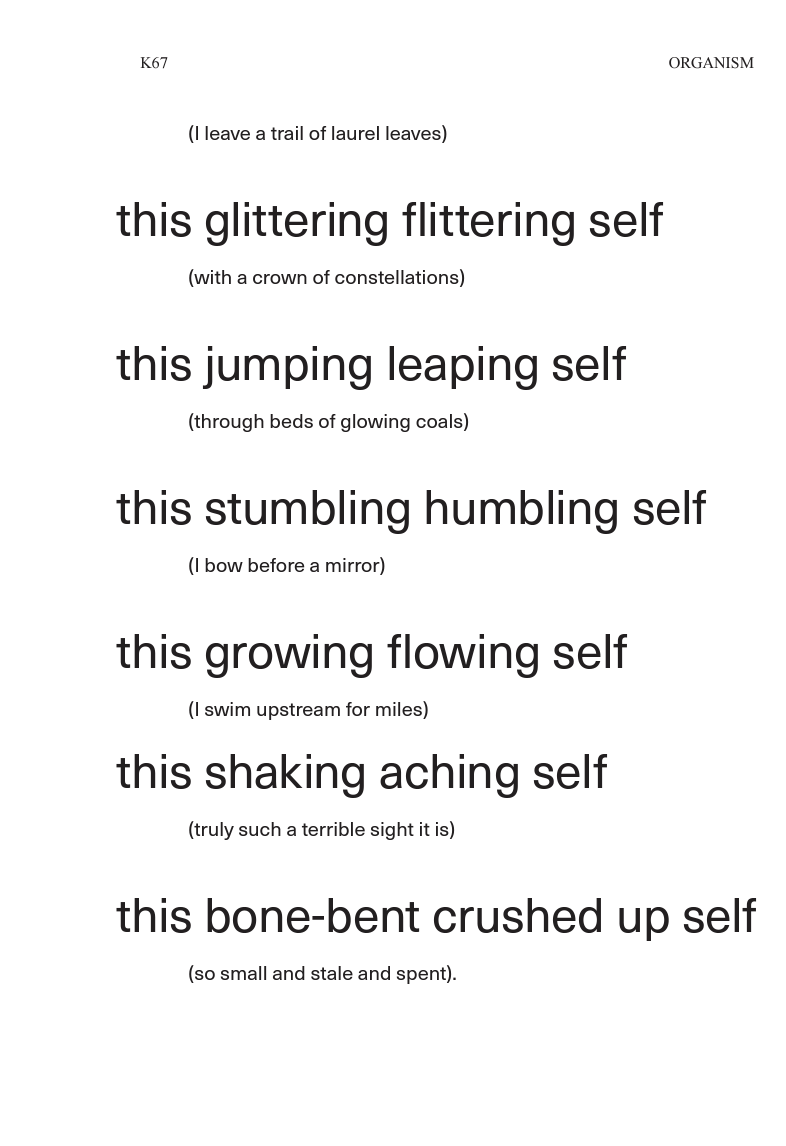 K67
ORGANISM
(I leave a trail of laurel leaves)
this glittering flittering self
(with a crown of constellations)
this jumping leaping self
(through beds of glowing coals)
this stumbling humbling self
(I bow before a mirror)
this growing flowing self
(I swim upstream for miles)
this shaking aching self
(truly such a terrible sight it is)
this bone-bent crushed up self
(so small and stale and spent).